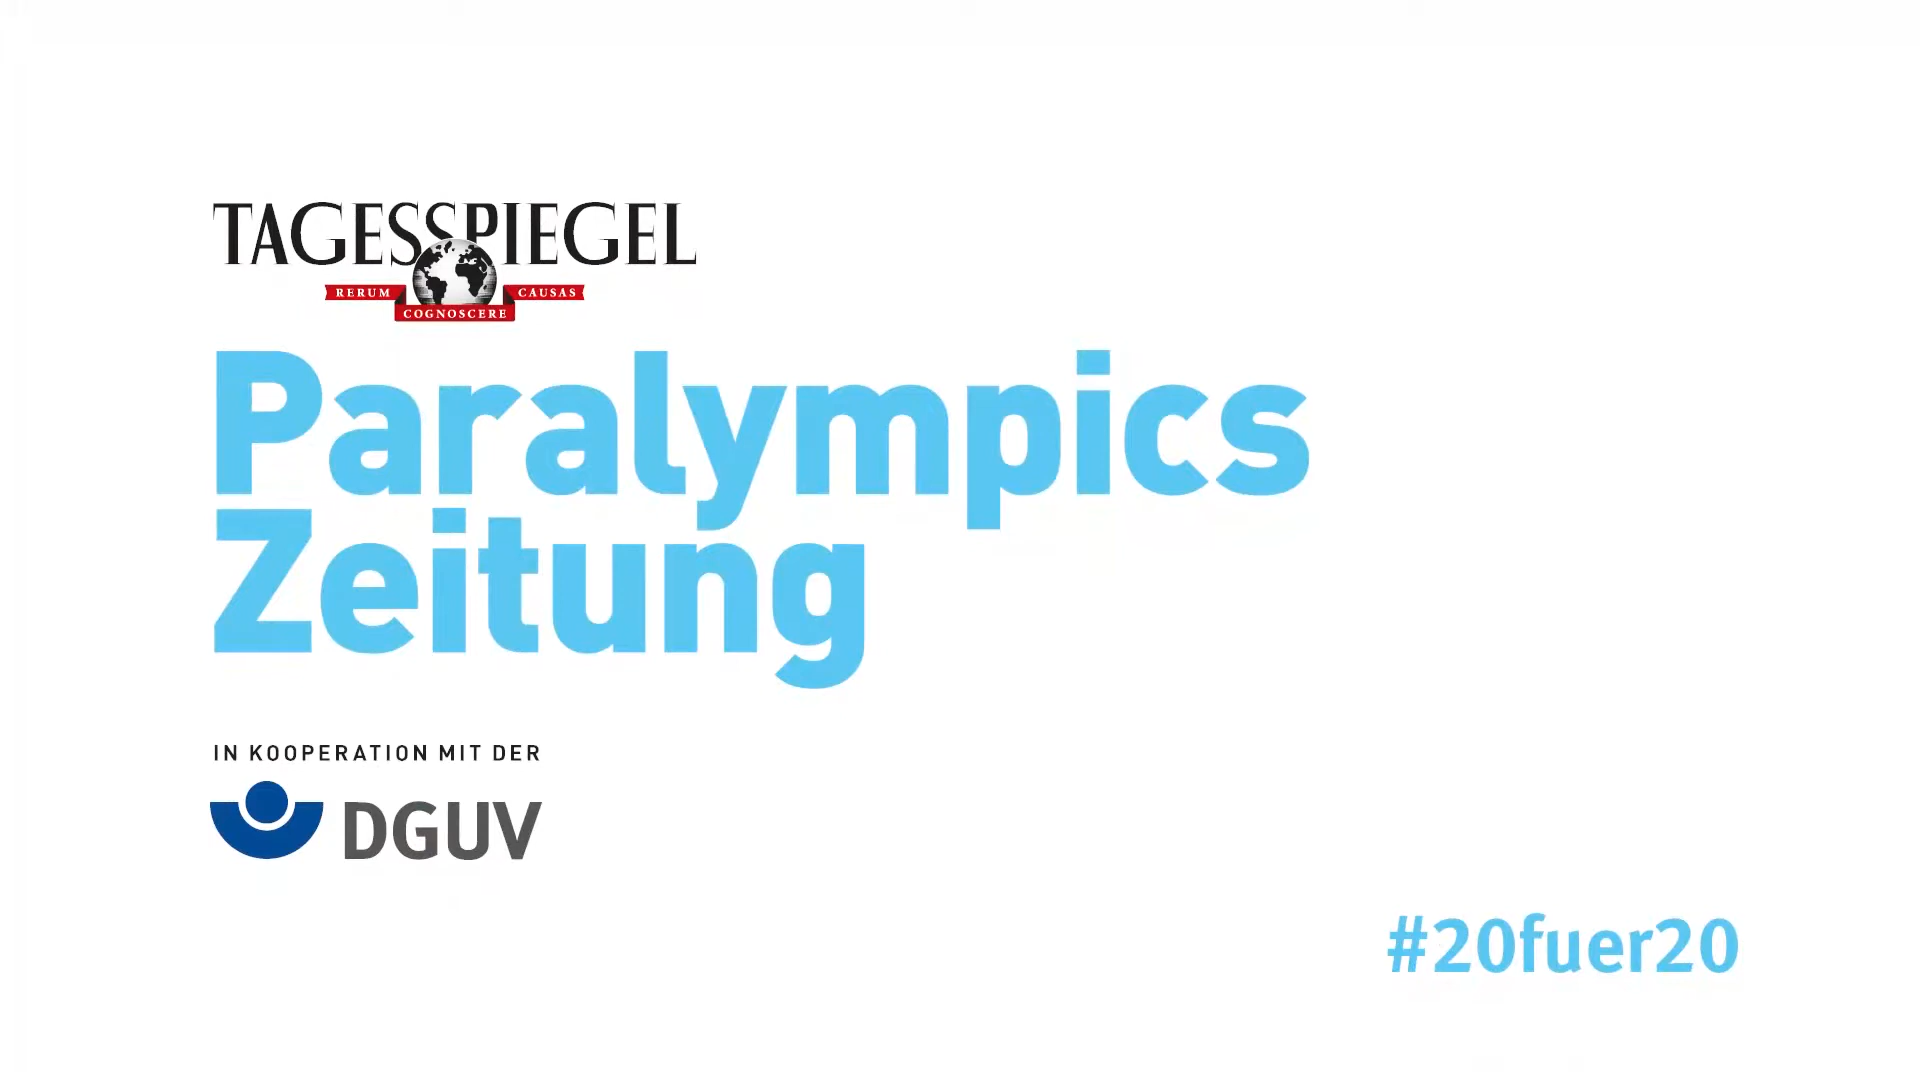 TAGESSPIEGEL
RERUM COGNOSCERE CAUSAS
Paralympics
Zeitung
IN KOOPERATION MIT DER
DGUV
#20fuer20